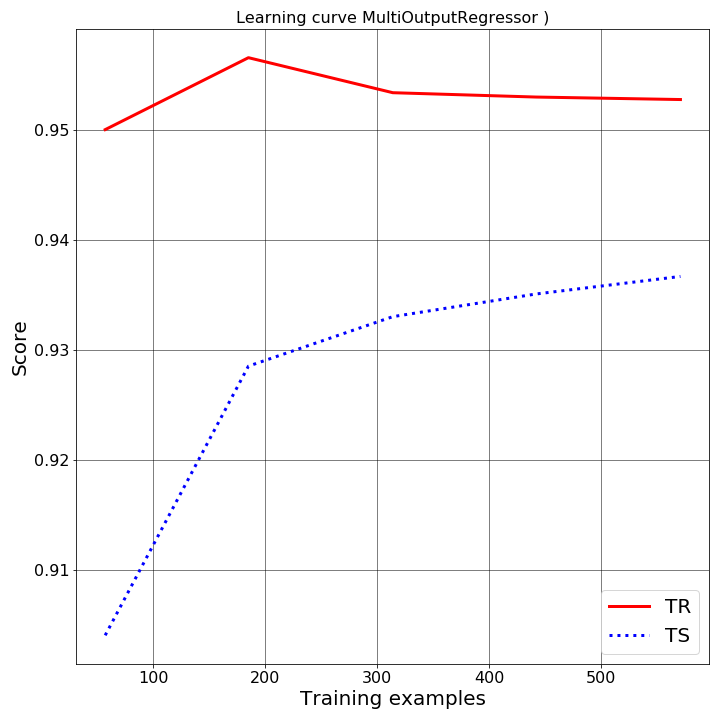 Learning curve MultiOutputRegressor )
0.95
0.94
0.93
0.92
0.91
Score
100 200 300 400 500
Training examples
TR
TS